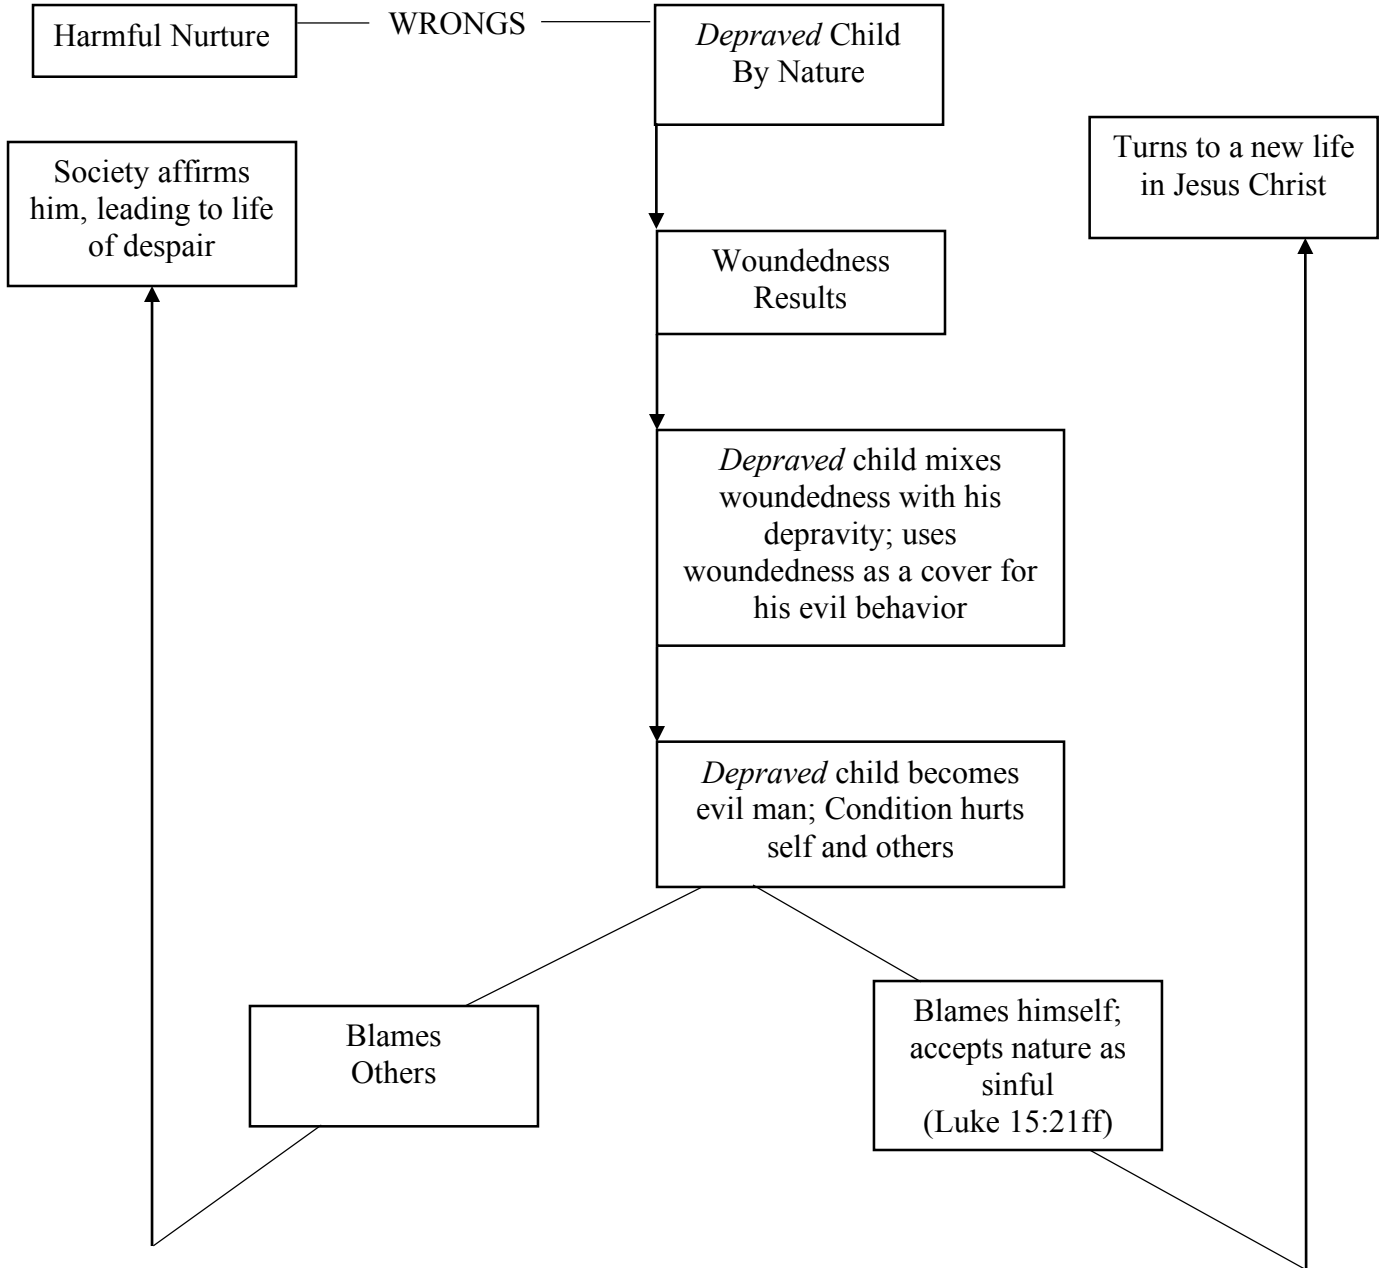 Harmful Nurture
WRONGS
Depraved Child
By Nature
Society affirms
him, leading to life
of despair
Turns to a new life
in Jesus Christ
Woundedness
Results
Depraved child mixes
woundedness with his
depravity; uses
woundedness as a cover for
his evil behavior
Depraved child becomes
evil man; Condition hurts
self and others
Blames
Others
Blames himself;
accepts nature as
sinful
(Luke 15:21ff)